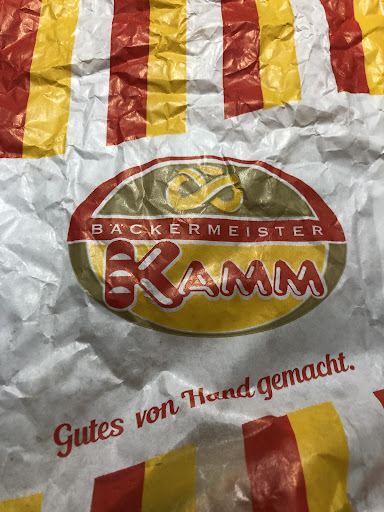 BÄCKERMEISTER
KAMM
Gutes von Hand gemacht.